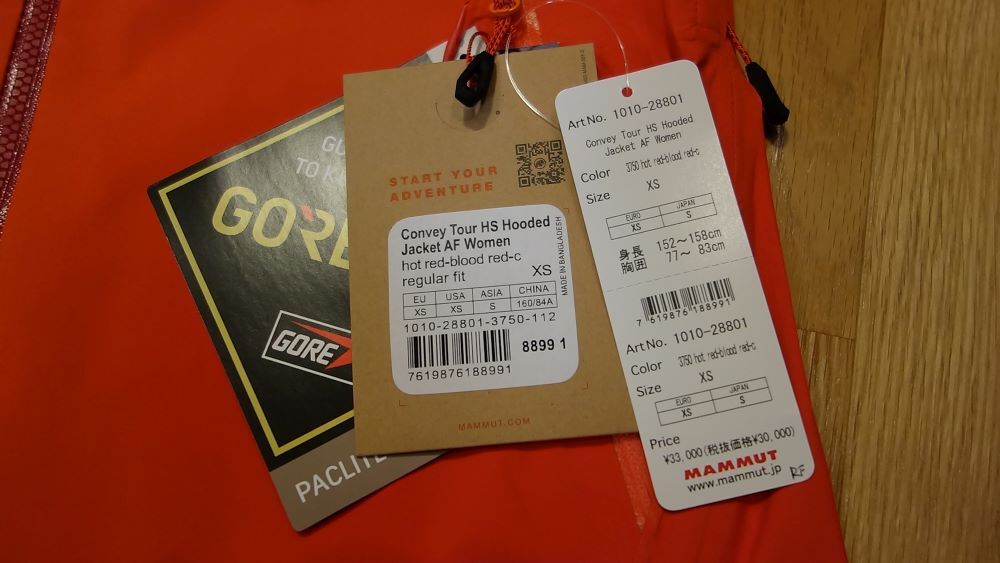 GU
TO K
GORE
GORE
PACLITE
START YOUR
ADVENTURE
Convey Tour HS Hooded
Jacket AF Women
hot red-blood red-c
regular fit XS
EU USA ASIA CHINA
XS XS S 160/84A
1010-28801-3750-112
8899 1
7619876188991
MADE IN BANGLADESH
MAMMUT.COM
ArtNo. 1010-28801
Convey Tour HS Hooded
Jacket AF Women
Color 3750 hot red-blood red-c
Size XS
EURO JAPAN
XS S
身長 152～158cm
胸囲 77～ 83cm
7 619876 188991
ArtNo. 1010-28801
Color 3750 hot red-blood red-c
Size XS
EURO JAPAN
XS S
Price
¥33,000(税抜価格¥30,000)
MAMMUT
www.mammut.jp RF